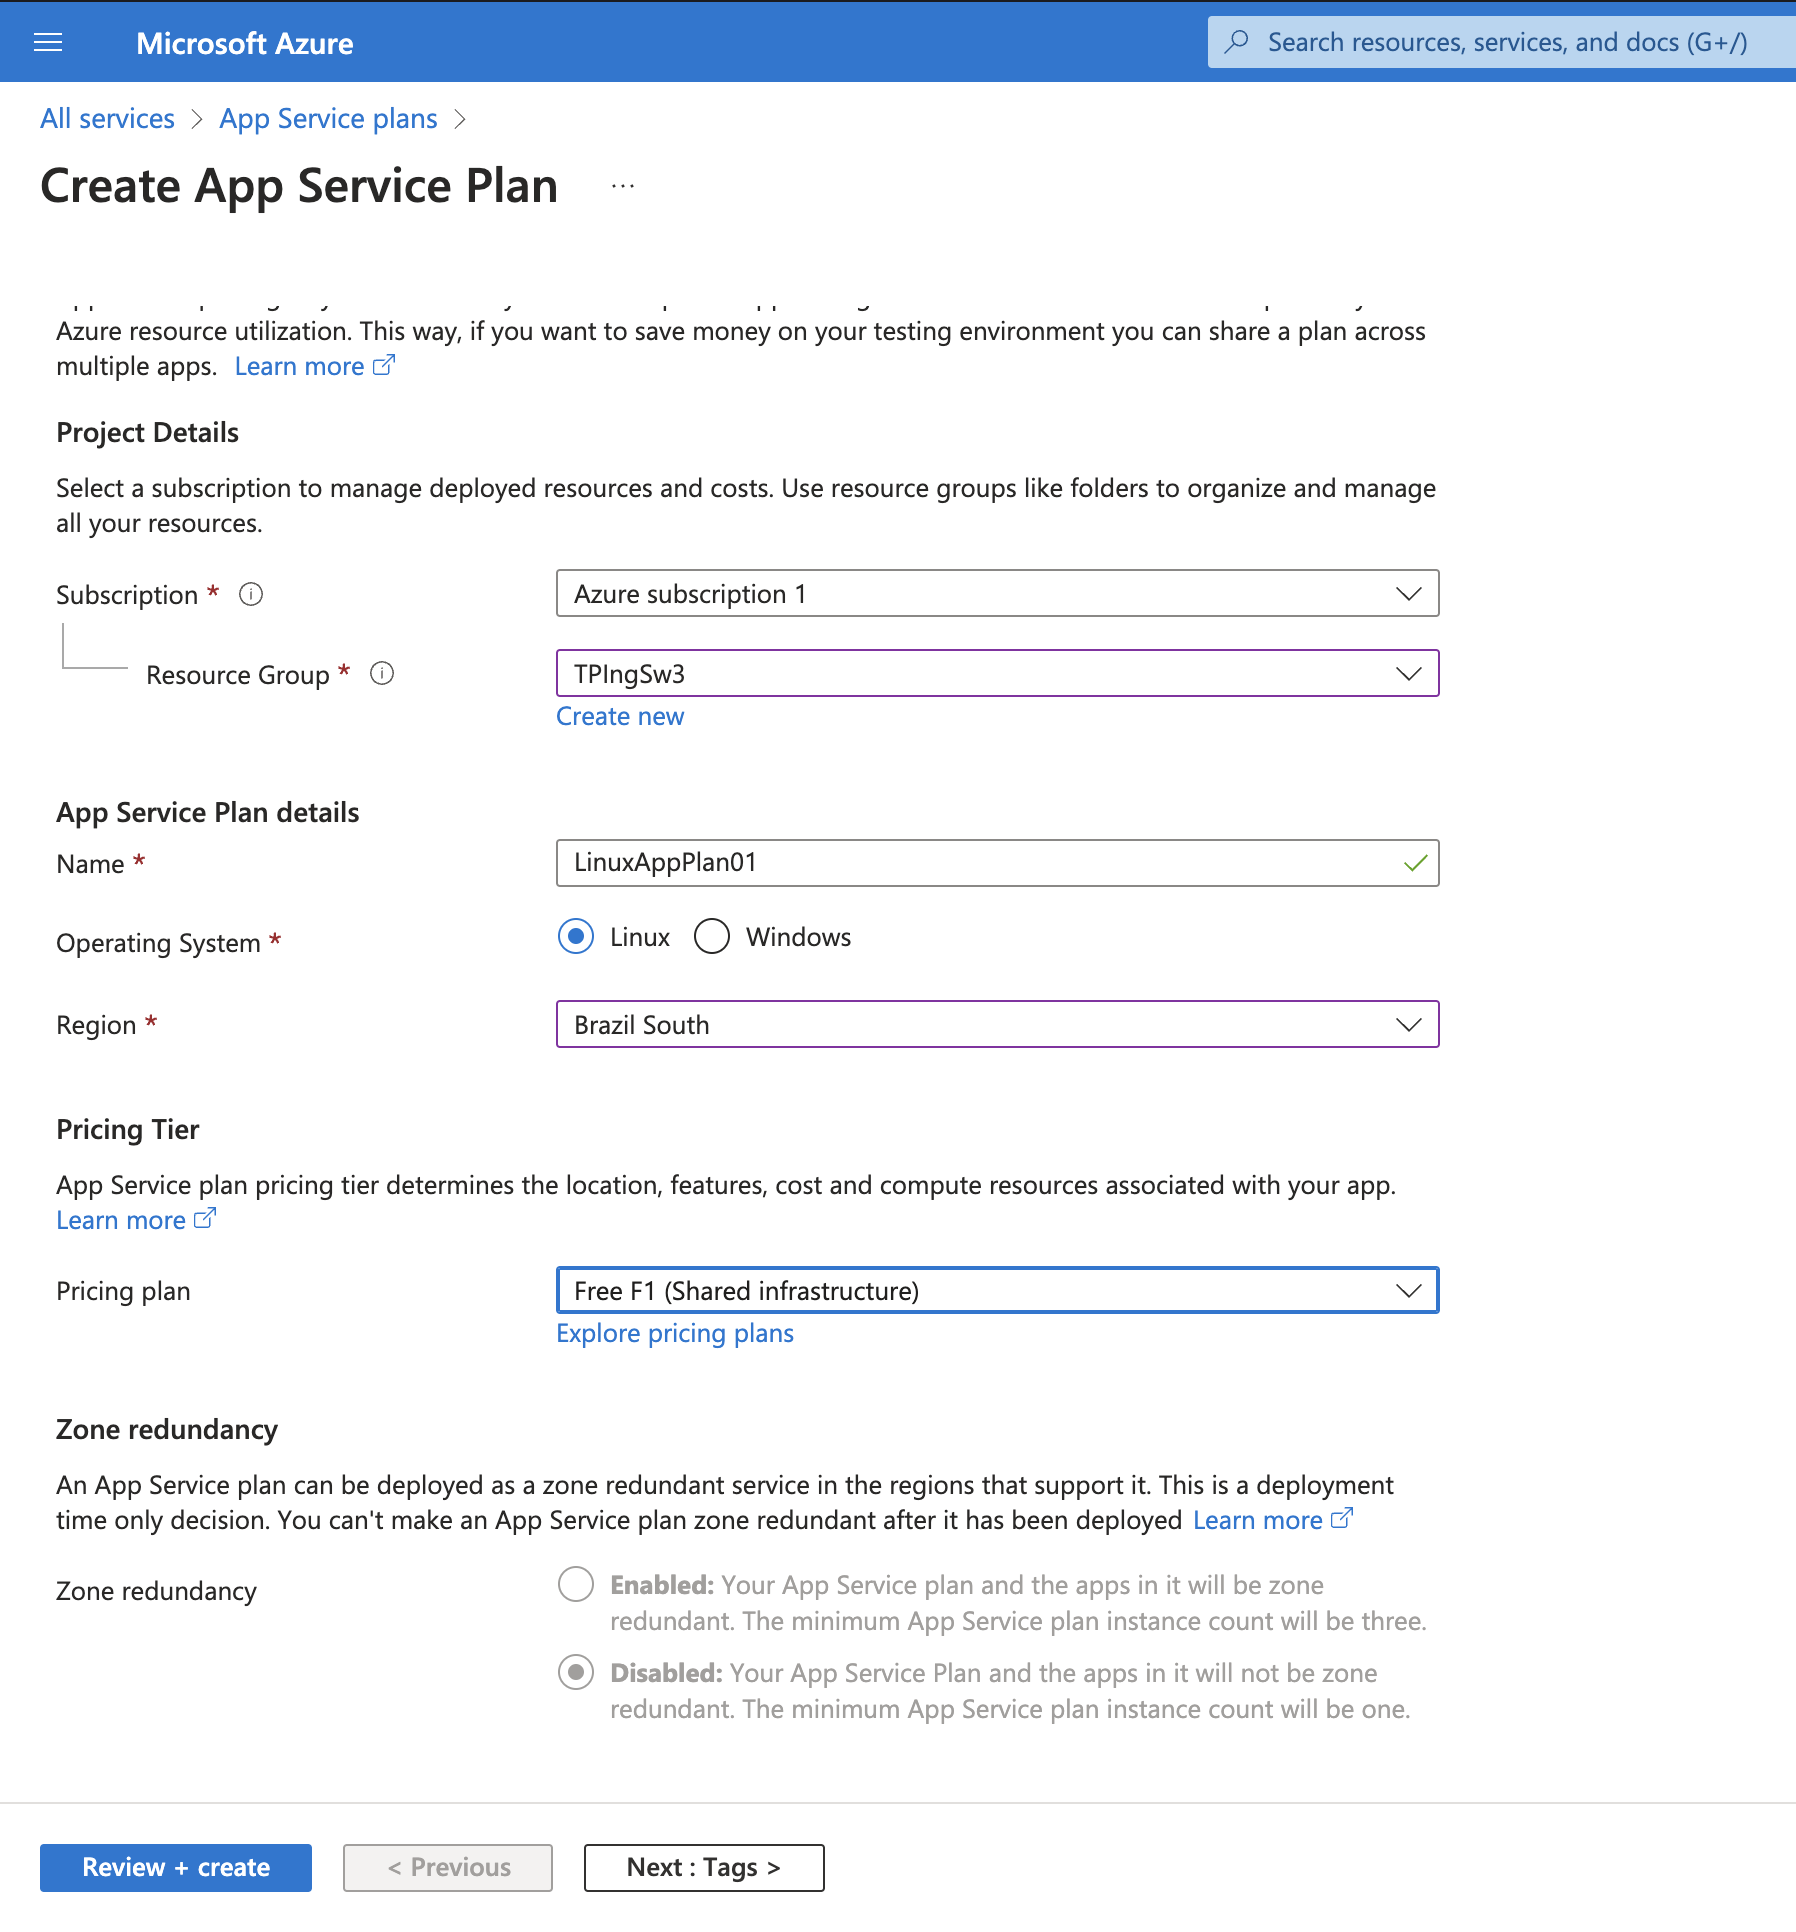 Microsoft Azure
Search resources, services, and docs (G+/)
All services > App Service plans >
Create App Service Plan ...
Azure resource utilization. This way, if you want to save money on your testing environment you can share a plan across
multiple apps. Learn more
Project Details
Select a subscription to manage deployed resources and costs. Use resource groups like folders to organize and manage
all your resources.
Subscription *
Azure subscription 1
Resource Group *
TPIngSw3
Create new
App Service Plan details
Name *
LinuxAppPlan01
Operating System *
Linux
Windows
Region *
Brazil South
Pricing Tier
App Service plan pricing tier determines the location, features, cost and compute resources associated with your app.
Learn more
Pricing plan
Free F1 (Shared infrastructure)
Explore pricing plans
Zone redundancy
An App Service plan can be deployed as a zone redundant service in the regions that support it. This is a deployment
time only decision. You can't make an App Service plan zone redundant after it has been deployed Learn more
Zone redundancy
Enabled: Your App Service plan and the apps in it will be zone
redundant. The minimum App Service plan instance count will be three.
Disabled: Your App Service Plan and the apps in it will not be zone
redundant. The minimum App Service plan instance count will be one.
Review + create
< Previous
Next : Tags >